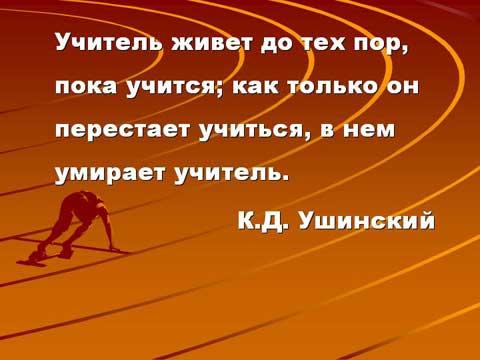 Учитель живет до тех пор,
пока учится; как только он
перестает учиться, в нем
умирает учитель.
К.Д. Ушинский